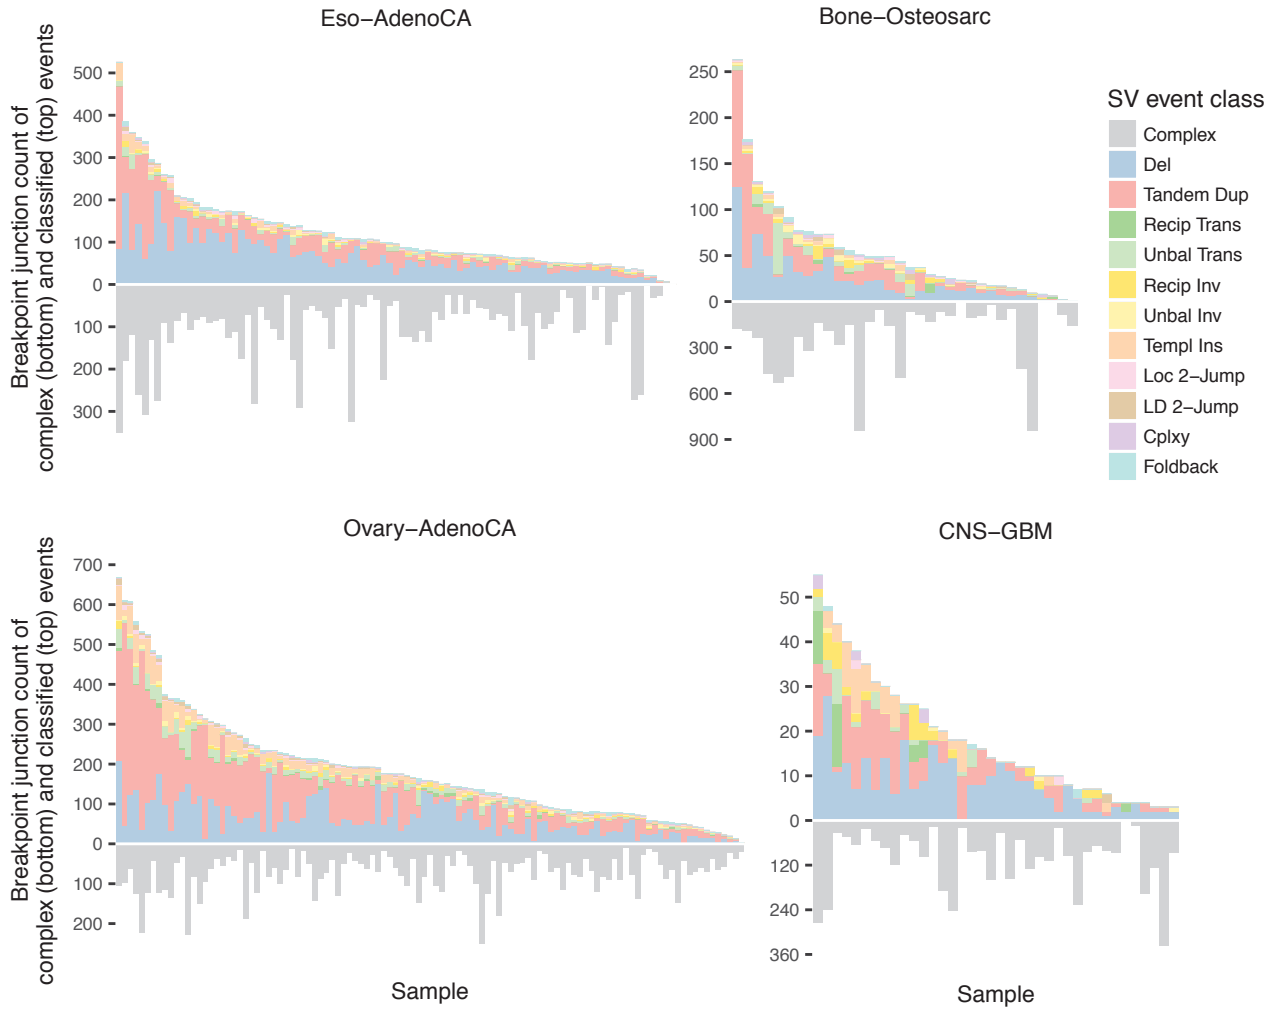 Eso–AdenoCA
Bone–Osteosarc
Breakpoint junction count of
complex (bottom) and classified (top) events
500
400
300
200
100
0
100
200
300
250
200
150
100
50
0
300
600
900
SV event class
Complex
Del
Tandem Dup
Recip Trans
Unbal Trans
Recip Inv
Unbal Inv
Templ Ins
Loc 2–Jump
LD 2–Jump
Cplxy
Foldback
Ovary–AdenoCA
CNS–GBM
Breakpoint junction count of
complex (bottom) and classified (top) events
700
600
500
400
300
200
100
0
100
200
50
40
30
20
10
0
120
240
360
Sample
Sample